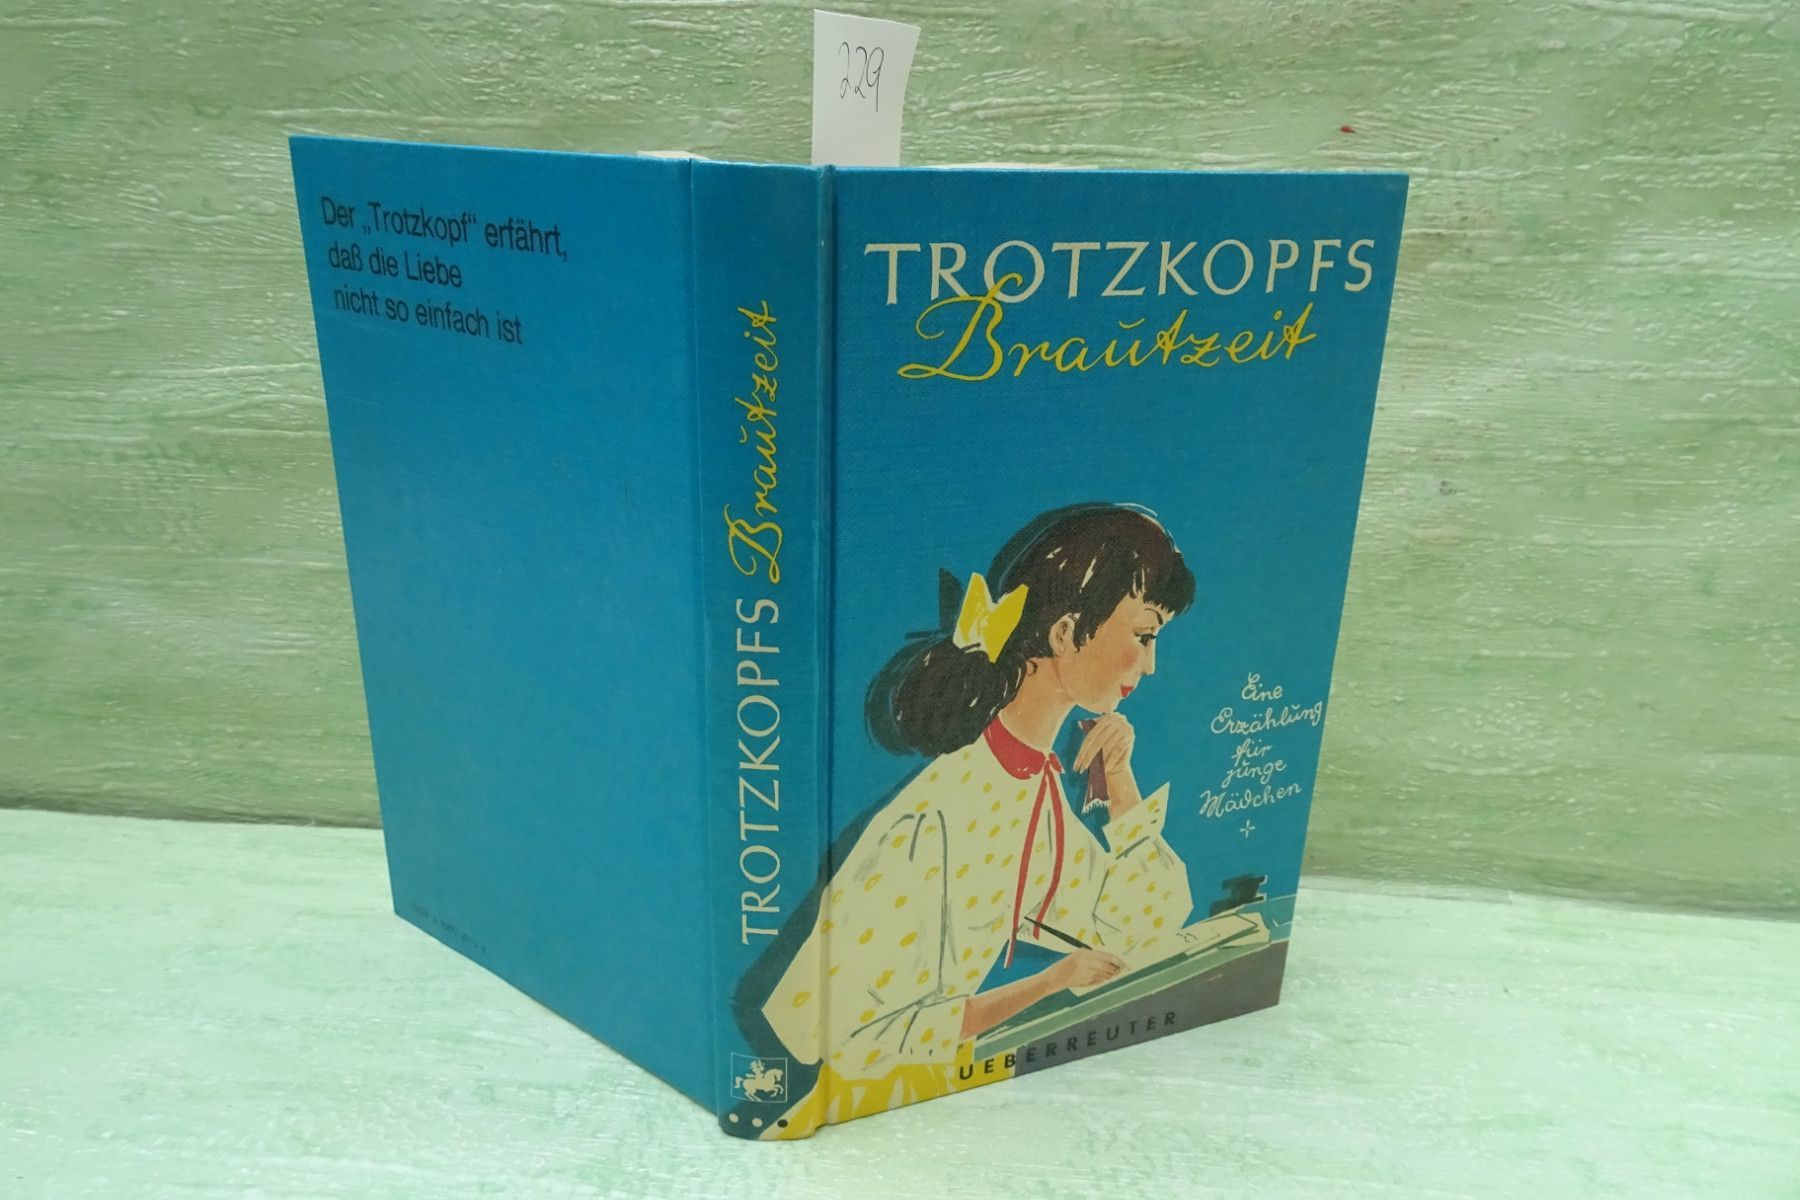 229
Der „Trotzkopf“ erfährt,
daß die Liebe
nicht so einfach ist
TROTZKOPFS Brautzeit
TROTZKOPFS
Brautzeit
Eine
Erzählung
für
junge
Mädchen
UEBERREUTER